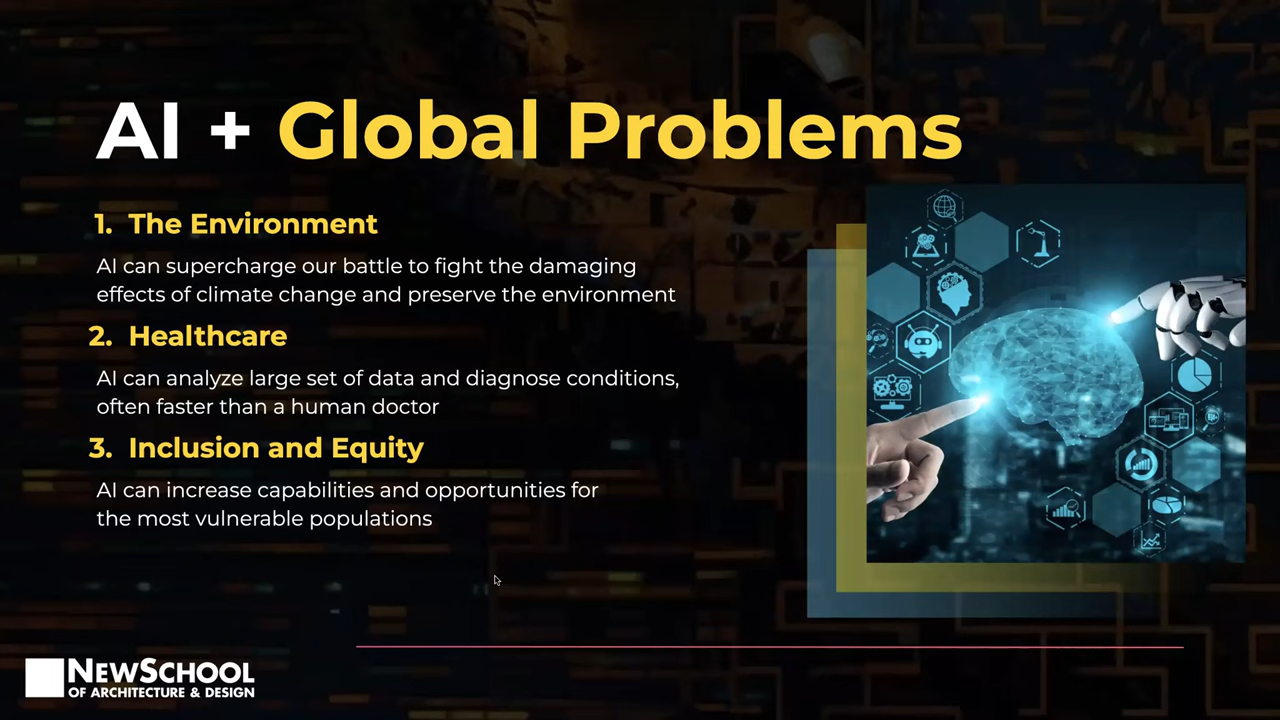 AI + Global Problems
1. The Environment
AI can supercharge our battle to fight the damaging
effects of climate change and preserve the environment
2. Healthcare
AI can analyze large set of data and diagnose conditions,
often faster than a human doctor
3. Inclusion and Equity
AI can increase capabilities and opportunities for
the most vulnerable populations
NEWSCHOOL
OF ARCHITECTURE & DESIGN